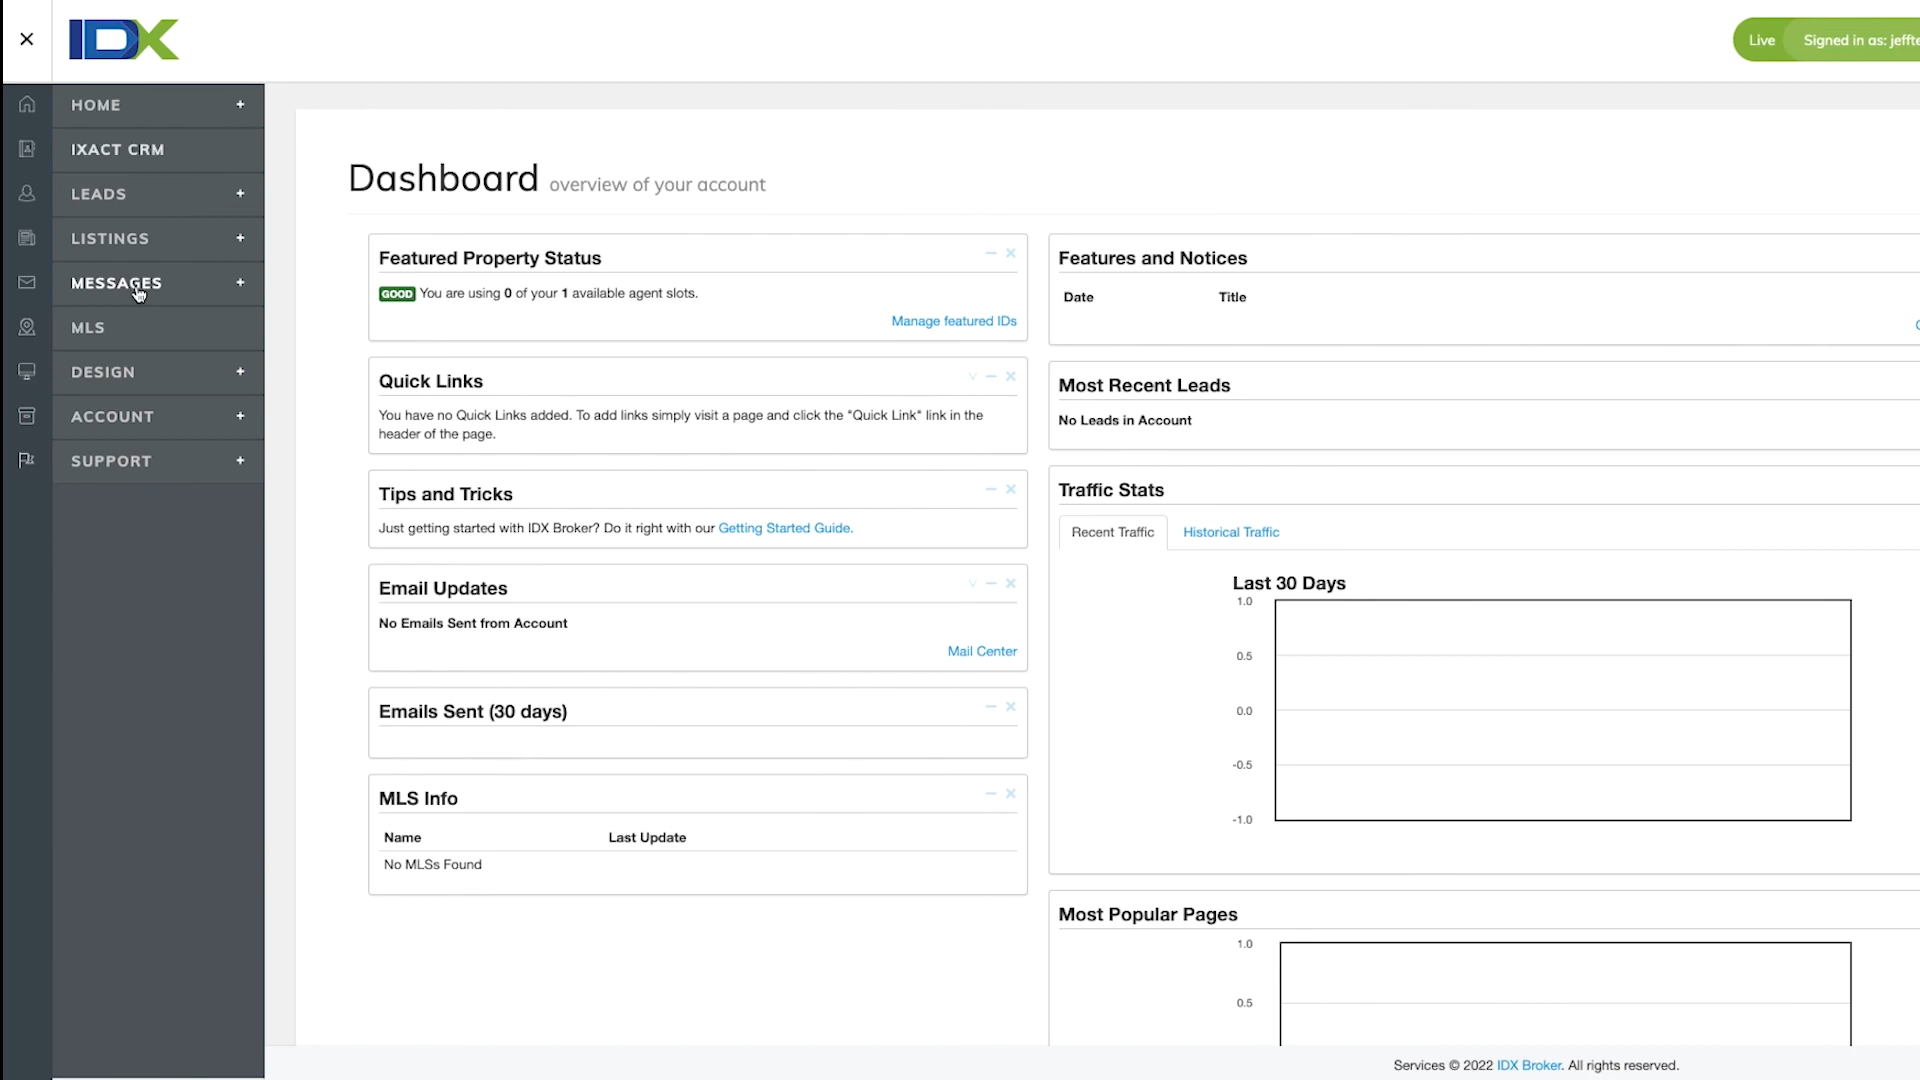 IDX
Live
Signed in as: jeffte
HOME +
IXACT CRM
LEADS +
LISTINGS +
MESSAGES +
MLS
DESIGN +
ACCOUNT +
SUPPORT +
Dashboard overview of your account
Featured Property Status
GOOD You are using 0 of your 1 available agent slots.
Manage featured IDs
Quick Links
You have no Quick Links added. To add links simply visit a page and click the "Quick Link" link in the
header of the page.
Tips and Tricks
Just getting started with IDX Broker? Do it right with our Getting Started Guide.
Email Updates
No Emails Sent from Account
Mail Center
Emails Sent (30 days)
MLS Info
Name Last Update
No MLSs Found
Features and Notices
Date Title
Most Recent Leads
No Leads in Account
Traffic Stats
Recent Traffic Historical Traffic
Last 30 Days
1.0
0.5
0.0
-0.5
-1.0
Most Popular Pages
1.0
0.5
Services © 2022 IDX Broker. All rights reserved.